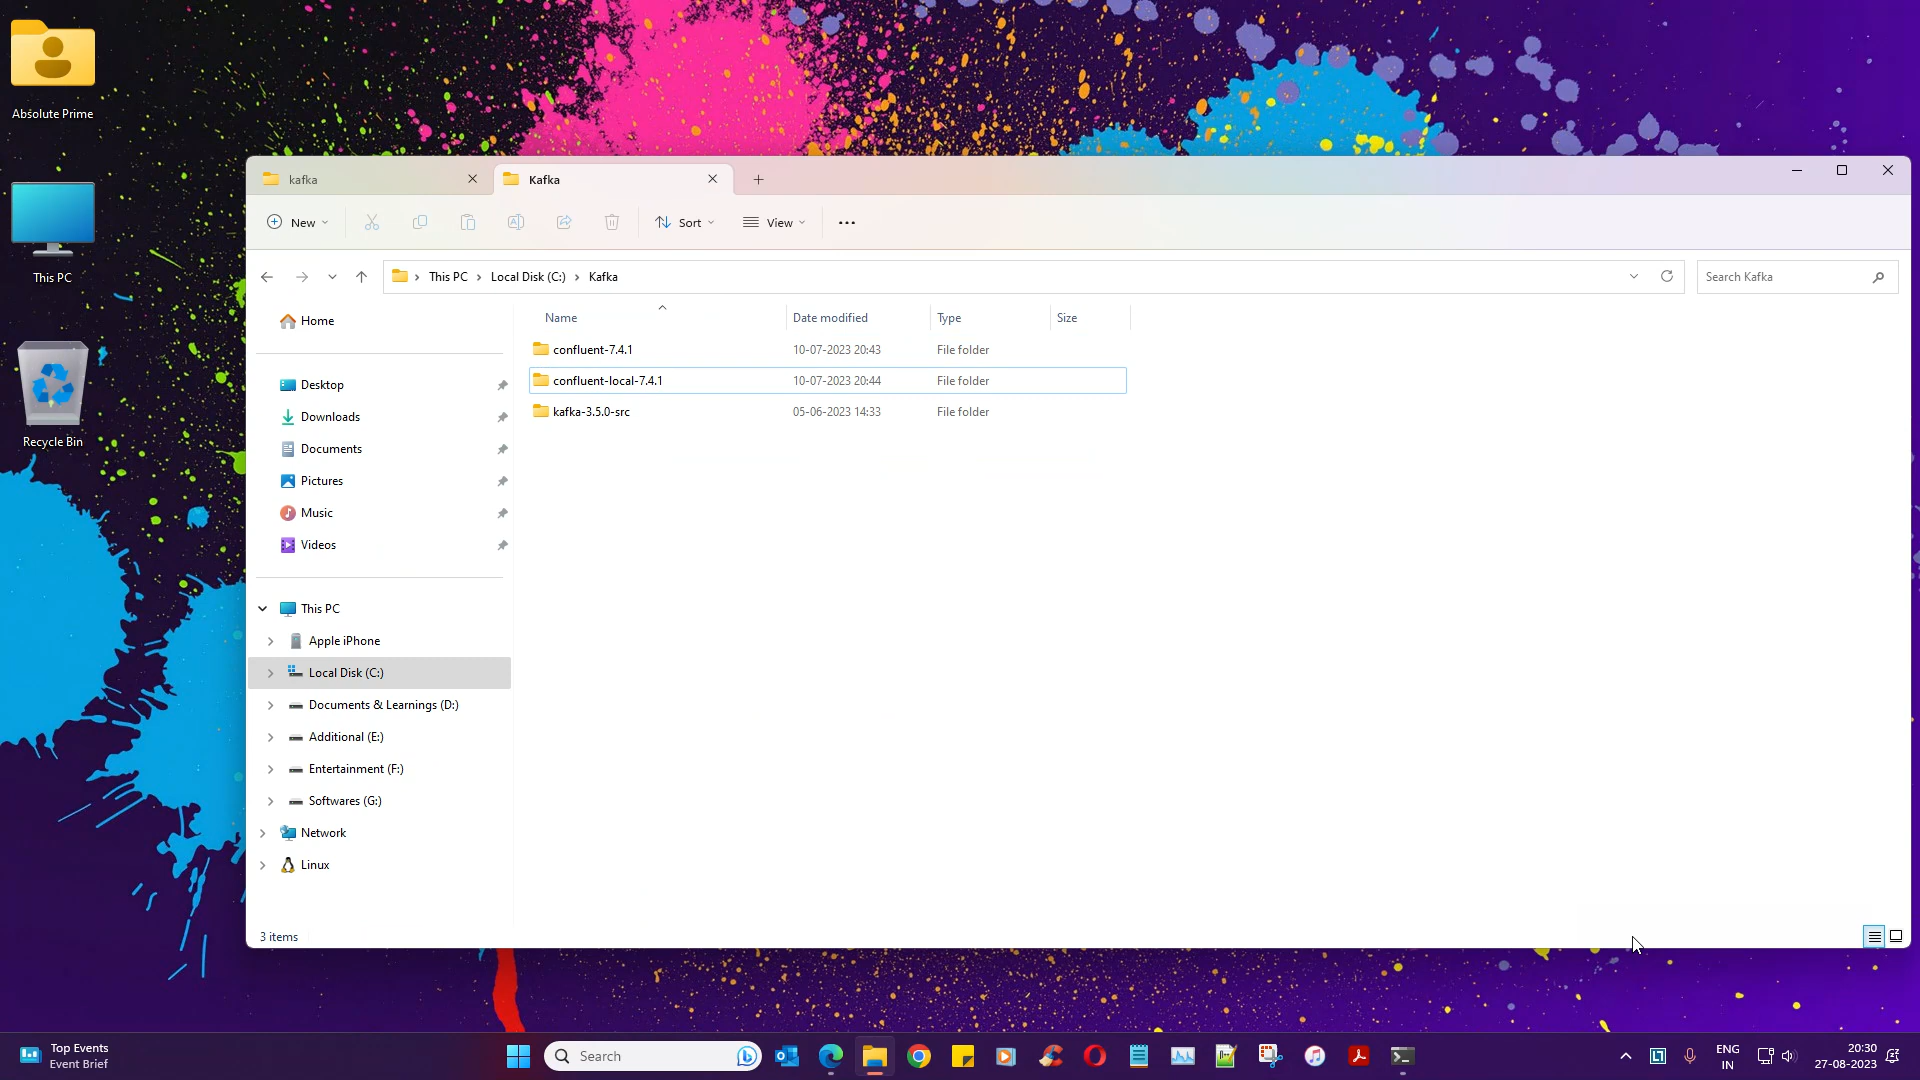 Absolute Prime
This PC
Recycle Bin
kafka
Kafka
New
Sort
View
This PC
Local Disk (C:)
Kafka
Search Kafka
Home
Desktop
Downloads
Documents
Pictures
Music
Videos
This PC
Apple iPhone
Local Disk (C:)
Documents & Learnings (D:)
Additional (E:)
Entertainment (F:)
Softwares (G:)
Network
Linux
Name Date modified Type Size
confluent-7.4.1 10-07-2023 20:43 File folder
confluent-local-7.4.1 10-07-2023 20:44 File folder
kafka-3.5.0-src 05-06-2023 14:33 File folder
3 items
Top Events
Event Brief
Search
ENG
IN
20:30
27-08-2023